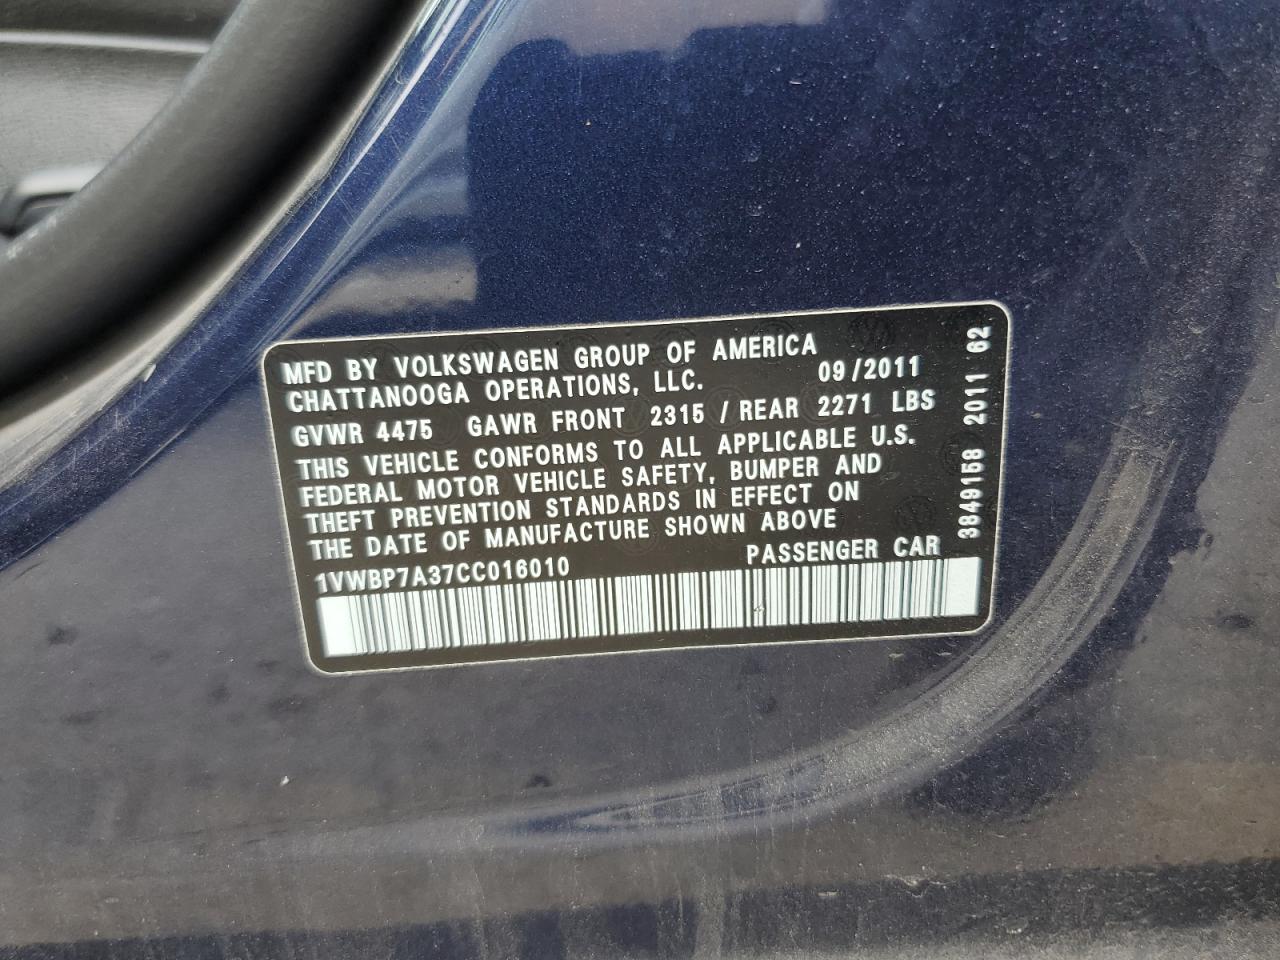 MFD BY VOLKSWAGEN GROUP OF AMERICA
CHATTANOOGA OPERATIONS, LLC. 09/2011
GVWR 4475 GAWR FRONT 2315 / REAR 2271 LBS
THIS VEHICLE CONFORMS TO ALL APPLICABLE U.S.
FEDERAL MOTOR VEHICLE SAFETY, BUMPER AND
THEFT PREVENTION STANDARDS IN EFFECT ON
THE DATE OF MANUFACTURE SHOWN ABOVE
1VWBP7A37CC016010 PASSENGER CAR
3849158 2011 62